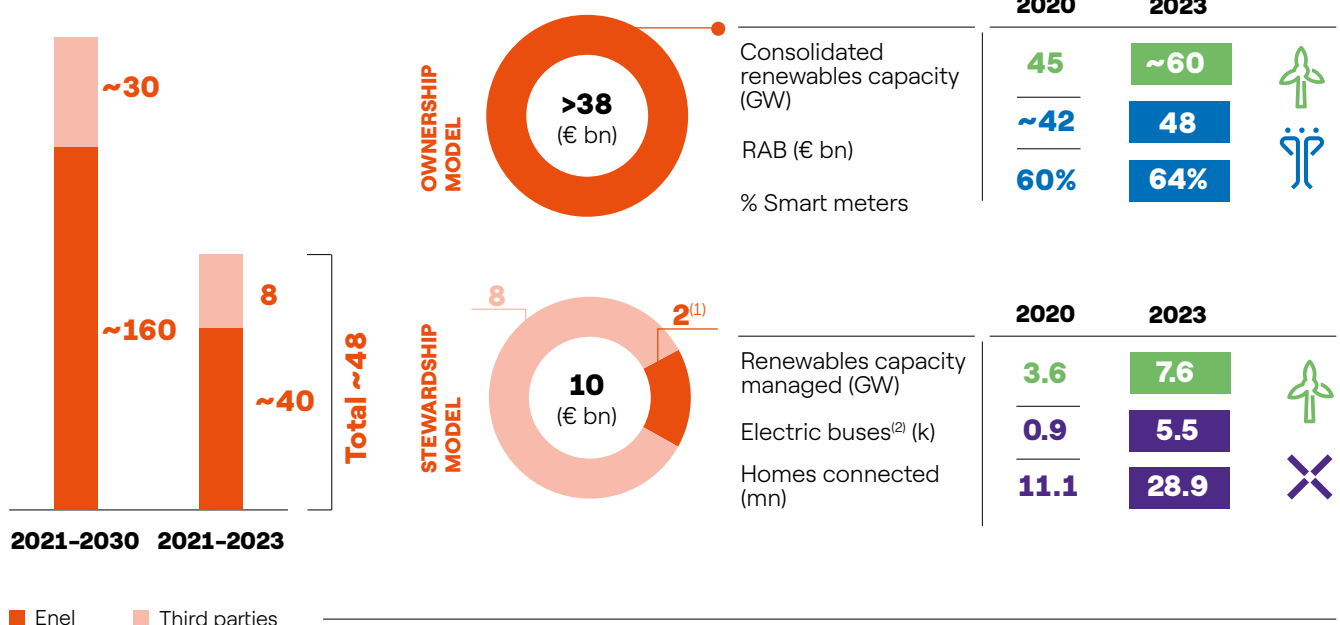 ~30
~160
8
~40
Total ~48
2021–2030
2021–2023
OWNERSHIP
MODEL
>38
(€ bn)
2020
2023
Consolidated
renewables capacity
(GW)
45
~60
RAB (€ bn)
~42
48
% Smart meters
60%
64%
STEWARDSHIP
MODEL
8
2(1)
10
(€ bn)
2020
2023
Renewables capacity
managed (GW)
3.6
7.6
Electric buses(2) (k)
0.9
5.5
Homes connected
(mn)
11.1
28.9
Enel
Third parties